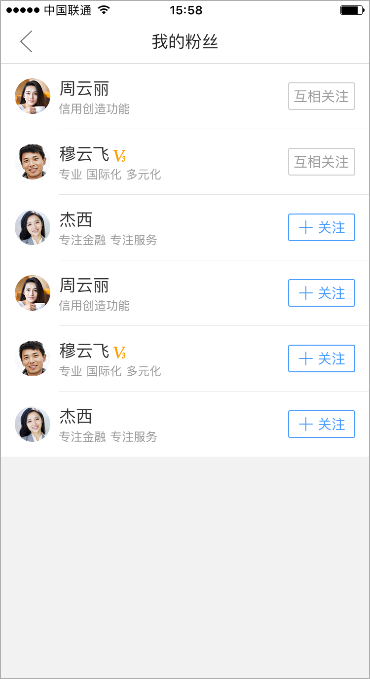 中国联通 15:58
我的粉丝
周云丽
信用创造功能
互相关注
穆云飞 V3
专业 国际化 多元化
互相关注
杰西
专注金融 专注服务
关注
周云丽
信用创造功能
关注
穆云飞 V3
专业 国际化 多元化
关注
杰西
专注金融 专注服务
关注